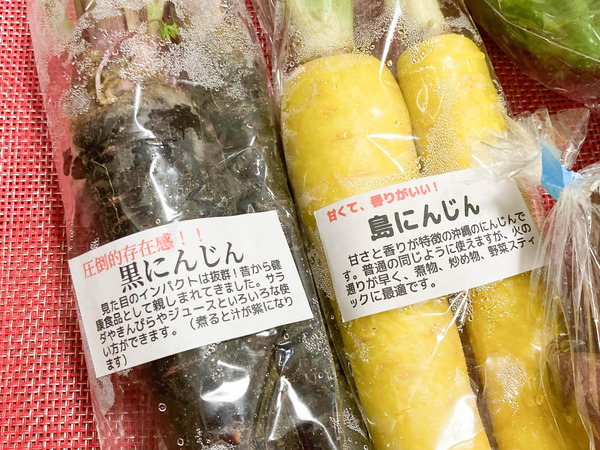 圧倒的存在感！！
黒にんじん
見た目のインパクトは抜群！昔から健
康食品として親しまれてきました。サラ
ダやきんぴらやジュースといろいろな使
い方ができます。（煮ると汁が紫になり
ます）
甘くて、香りがいい！
島にんじん
甘さと香りが特徴の沖縄のにんじんで
す。普通の同じように使えますが、火の
通りが早く、煮物、炒め物、野菜スティ
ックに最適です。